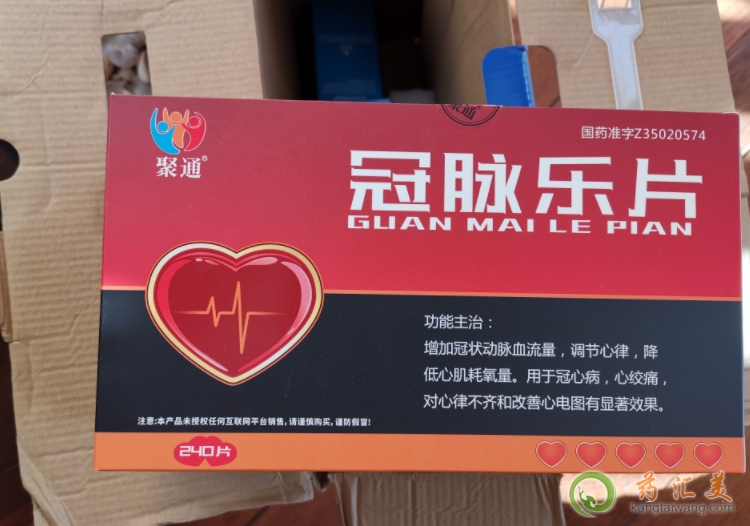 聚通
国药准字Z35020574
聚通®
冠脉乐片
GUAN MAI LE PIAN
功能主治：
增加冠状动脉血流量，调节心律，降
低心肌耗氧量。用于冠心病，心绞痛，
对心律不齐和改善心电图有显著效果。
注意:本产品未授权任何互联网平台销售,请谨慎购买,谨防假冒!
240片
药汇美
kangtaiwang.com